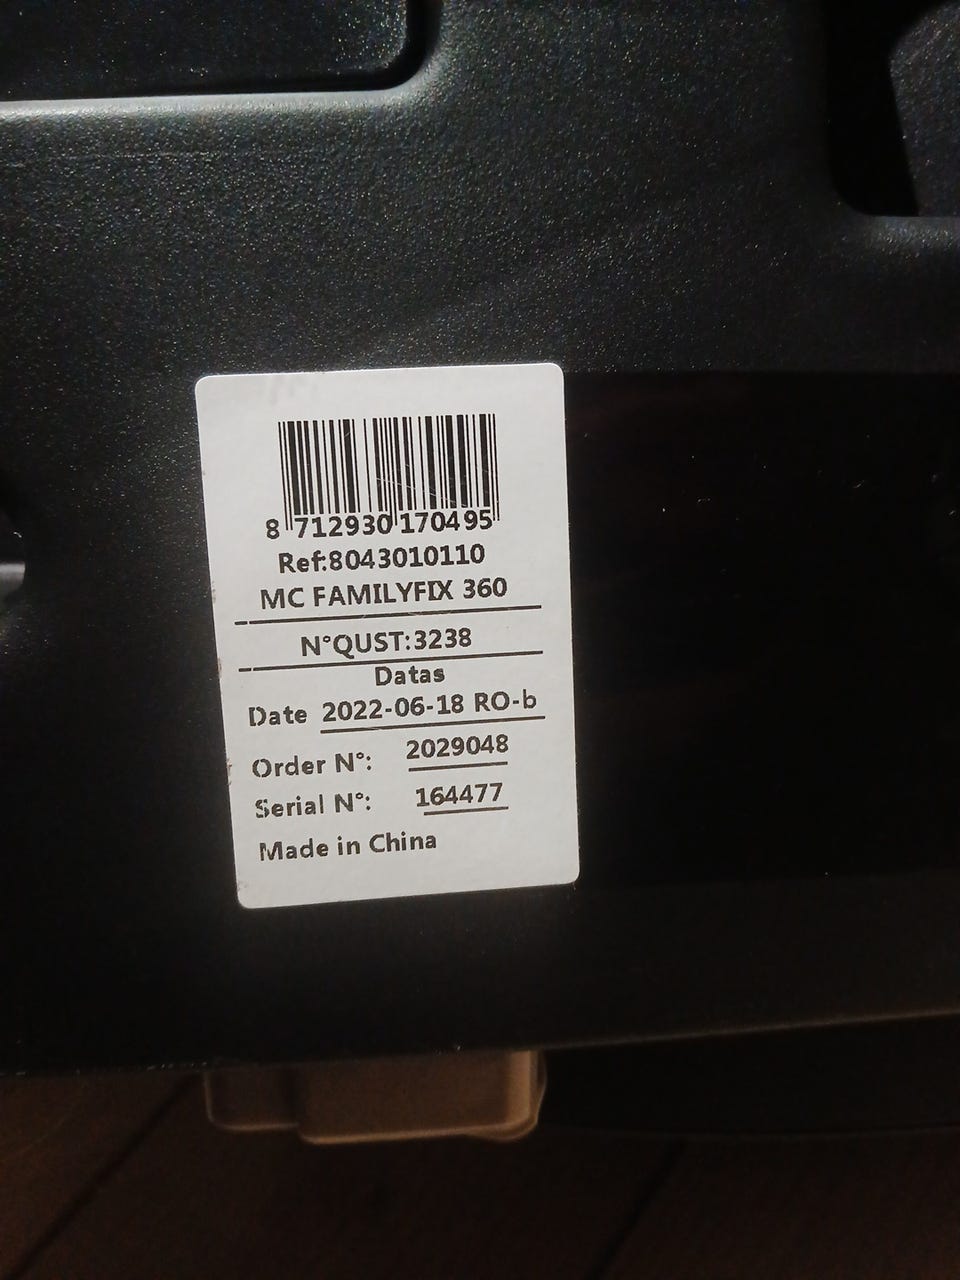 8 712930 170495
Ref:8043010110
MC FAMILYFIX 360
N°QUST:3238
Datas
Date 2022-06-18 RO-b
Order N°: 2029048
Serial N°: 164477
Made in China